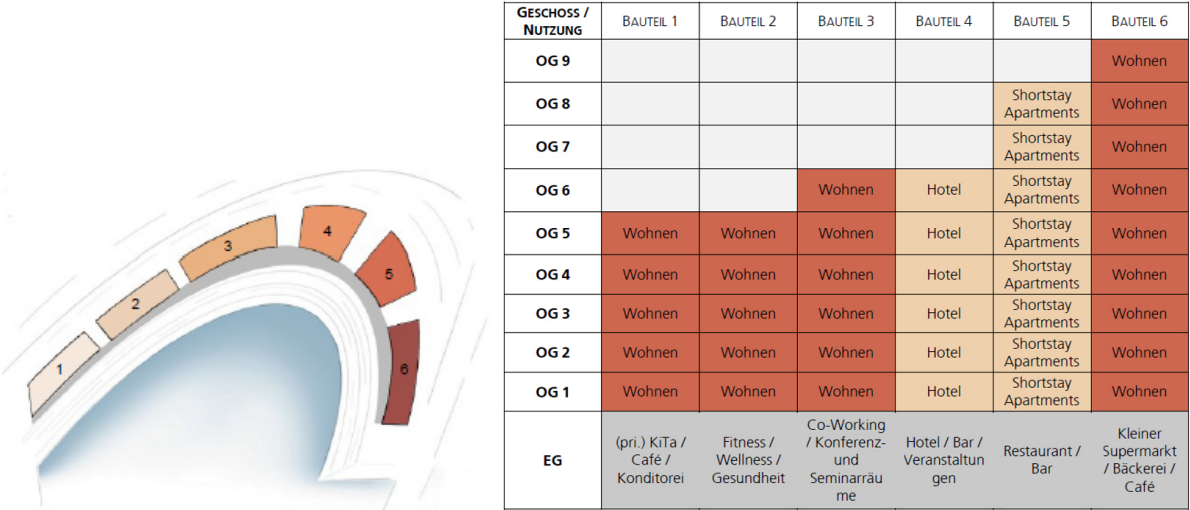 1
2
3
4
5
6
GESCHOSS / BAUTEIL 1 BAUTEIL 2 BAUTEIL 3 BAUTEIL 4 BAUTEIL 5 BAUTEIL 6
NUTZUNG
OG 9 Wohnen
OG 8 Shortstay Apartments Wohnen
OG 7 Shortstay Apartments Wohnen
OG 6 Wohnen Hotel Shortstay Apartments Wohnen
OG 5 Wohnen Wohnen Wohnen Hotel Shortstay Apartments Wohnen
OG 4 Wohnen Wohnen Wohnen Hotel Shortstay Apartments Wohnen
OG 3 Wohnen Wohnen Wohnen Hotel Shortstay Apartments Wohnen
OG 2 Wohnen Wohnen Wohnen Hotel Shortstay Apartments Wohnen
OG 1 Wohnen Wohnen Wohnen Hotel Shortstay Apartments Wohnen
EG
(pri.) KiTa /
Café /
Konditorei
Fitness /
Wellness /
Gesundheit
Co-Working
/ Konferenz-
und
Seminarräu
me
Hotel / Bar /
Veranstaltun
gen
Restaurant /
Bar
Kleiner
Supermarkt
/ Bäckerei /
Café